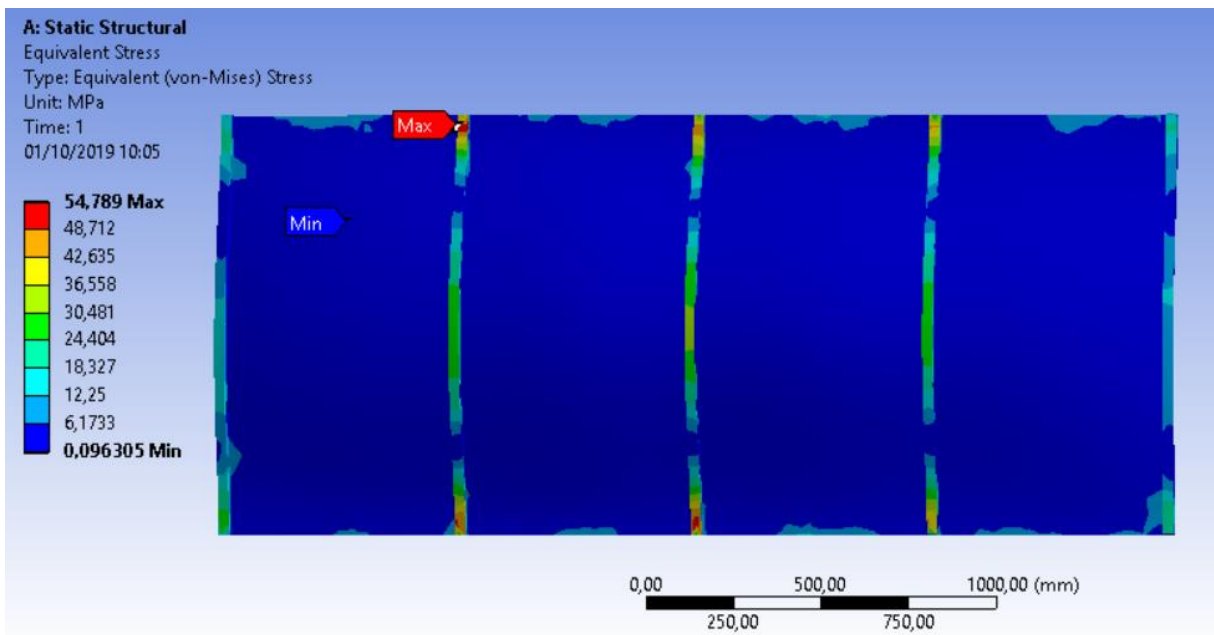 A: Static Structural
Equivalent Stress
Type: Equivalent (von-Mises) Stress
Unit: MPa
Time: 1
01/10/2019 10:05
54,789 Max
48,712
42,635
36,558
30,481
24,404
18,327
12,25
6,1733
0,096305 Min
Max
Min
0,00 500,00 1000,00 (mm)
250,00 750,00